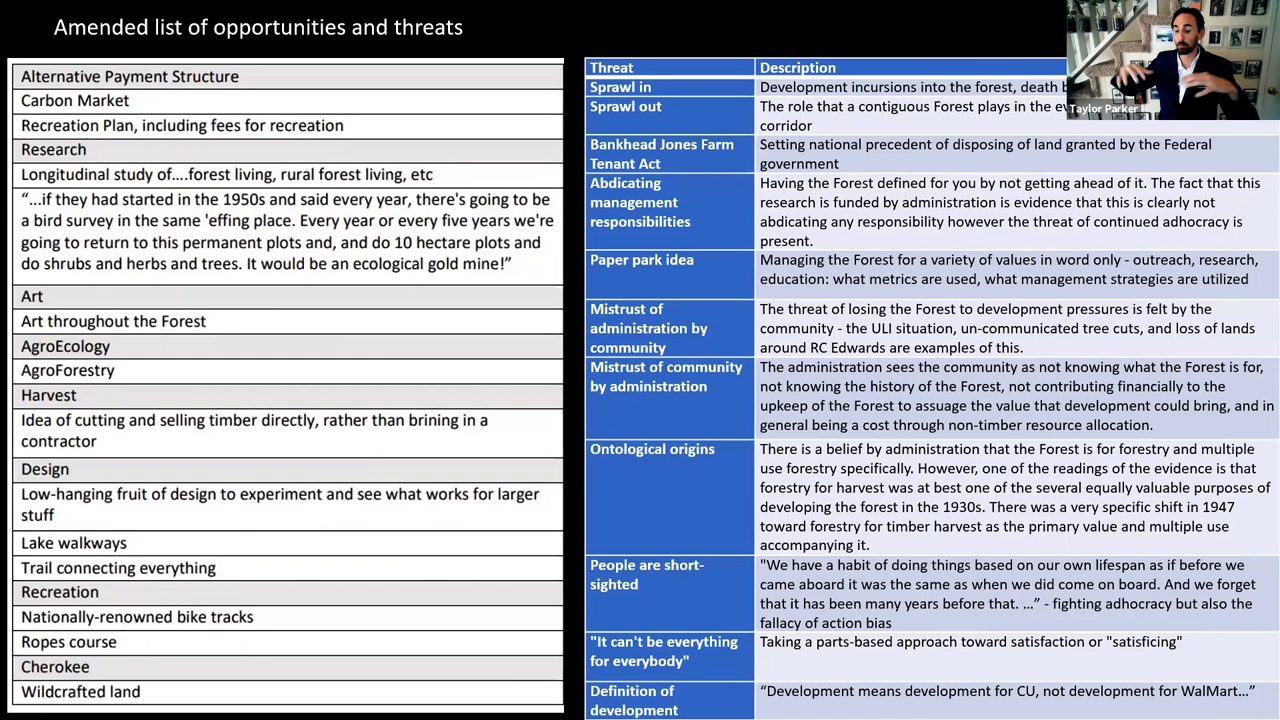 Amended list of opportunities and threats
Alternative Payment Structure
Carbon Market
Recreation Plan, including fees for recreation
Research
Longitudinal study of....forest living, rural forest living, etc
“...if they had started in the 1950s and said every year, there's going to be
a bird survey in the same 'effing place. Every year or every five years we're
going to return to this permanent plots and, and do 10 hectare plots and
do shrubs and herbs and trees. It would be an ecological gold mine!”
Art
Art throughout the Forest
AgroEcology
AgroForestry
Harvest
Idea of cutting and selling timber directly, rather than brining in a
contractor
Design
Low-hanging fruit of design to experiment and see what works for larger
stuff
Lake walkways
Trail connecting everything
Recreation
Nationally-renowned bike tracks
Ropes course
Cherokee
Wildcrafted land
Threat
Description
Sprawl in
Development incursions into the forest, death
Sprawl out
The role that a contiguous Forest plays in the
corridor
Bankhead Jones Farm
Tenant Act
Setting national precedent of disposing of land granted by the Federal
government
Abdicating
management
responsibilities
Having the Forest defined for you by not getting ahead of it. The fact that this
research is funded by administration is evidence that this is clearly not
abdicating any responsibility however the threat of continued adhocracy is
present.
Paper park idea
Managing the Forest for a variety of values in word only - outreach, research,
education: what metrics are used, what management strategies are utilized
Mistrust of
administration by
community
The threat of losing the Forest to development pressures is felt by the
community - the ULI situation, un-communicated tree cuts, and loss of lands
around RC Edwards are examples of this.
Mistrust of community
by administration
The administration sees the community as not knowing what the Forest is for,
not knowing the history of the Forest, not contributing financially to the
upkeep of the Forest to assuage the value that development could bring, and in
general being a cost through non-timber resource allocation.
Ontological origins
There is a belief by administration that the Forest is for forestry and multiple
use forestry specifically. However, one of the readings of the evidence is that
forestry for harvest was at best one of the several equally valuable purposes of
developing the forest in the 1930s. There was a very specific shift in 1947
toward forestry for timber harvest as the primary value and multiple use
accompanying it.
People are short-
sighted
"We have a habit of doing things based on our own lifespan as if before we
came aboard it was the same as when we did come on board. And we forget
that it has been many years before that. …” - fighting adhocracy but also the
fallacy of action bias
"It can't be everything
for everybody"
Taking a parts-based approach toward satisfaction or "satisficing"
Definition of
development
“Development means development for CU, not development for WalMart…”
Taylor Parker